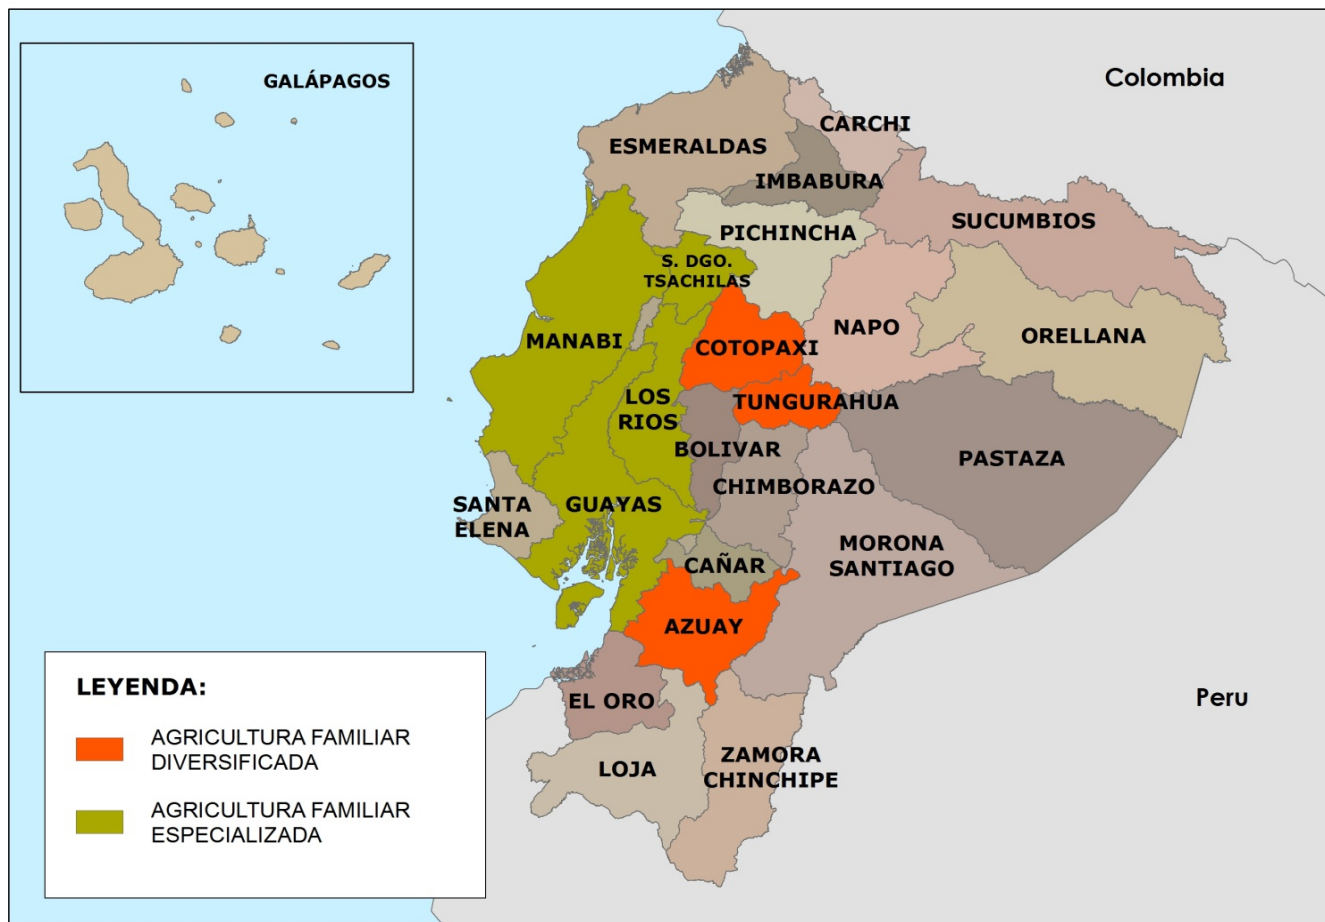 GALÁPAGOS
Colombia
CARCHI
ESMERALDAS
IMBABURA
SUCUMBIOS
PICHINCHA
S. DGO.
TSACHILAS
NAPO
ORELLANA
MANABI
COTOPAXI
LOS
RIOS
TUNGURAHUA
BOLIVAR
PASTAZA
CHIMBORAZO
SANTA
ELENA
GUAYAS
MORONA
SANTIAGO
CAÑAR
AZUAY
Peru
EL ORO
LOJA
ZAMORA
CHINCHIPE
LEYENDA:
AGRICULTURA FAMILIAR
DIVERSIFICADA
AGRICULTURA FAMILIAR
ESPECIALIZADA